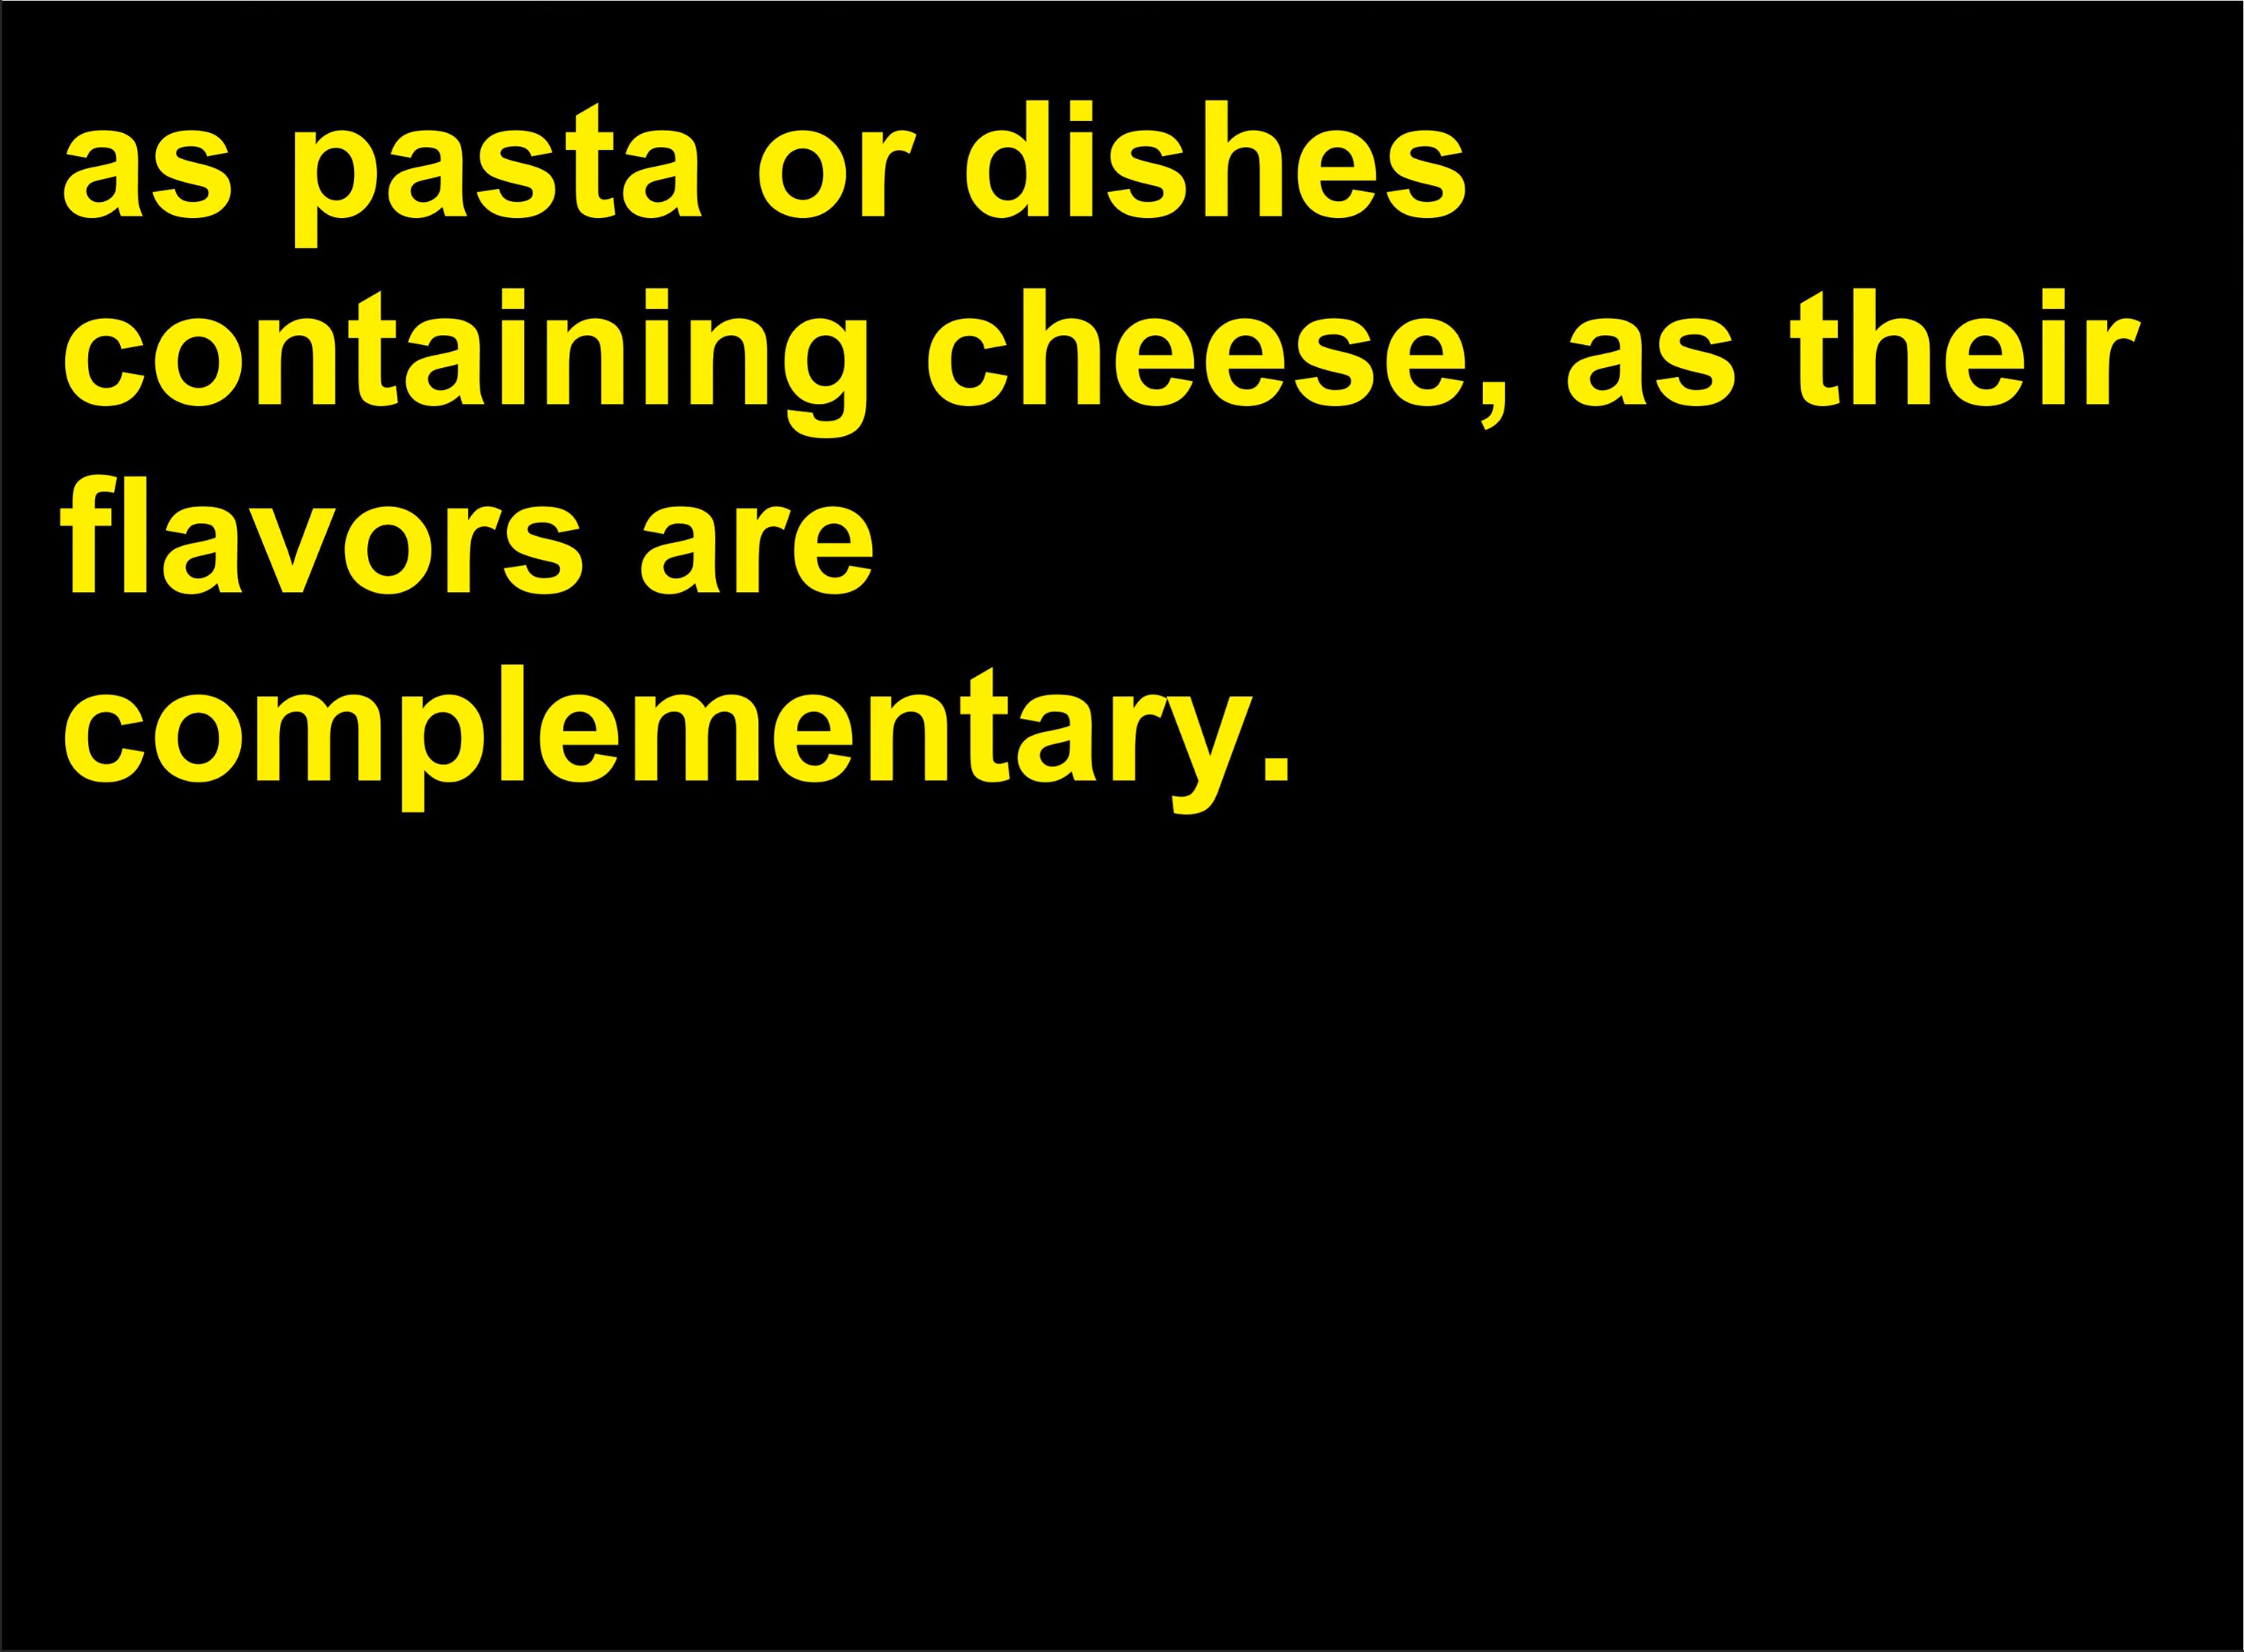 as pasta or dishes
containing cheese, as their
flavors are
complementary.